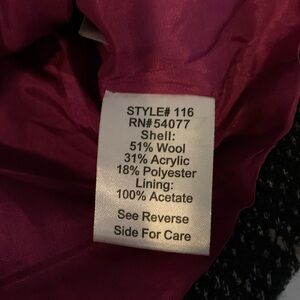 STYLE# 116
RN# 54077
Shell:
51% Wool
31% Acrylic
18% Polyester
Lining:
100% Acetate
See Reverse
Side For Care